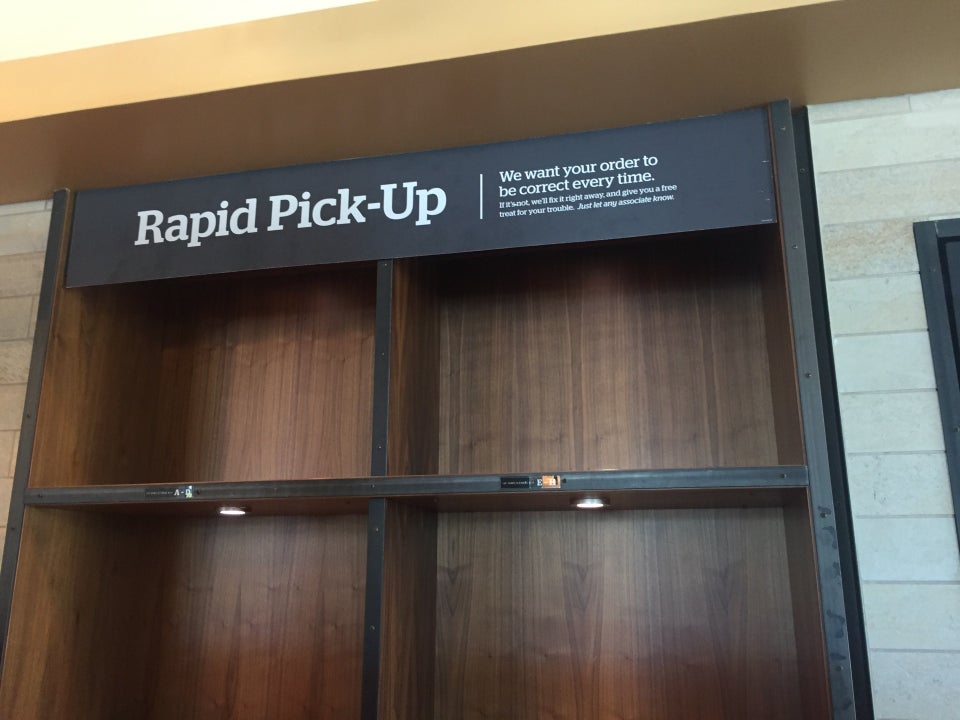 Rapid Pick-Up
We want your order to
be correct every time.
If it's not, we'll fix it right away, and give you a free
treat for your trouble. Just let any associate know.
A -
E - H